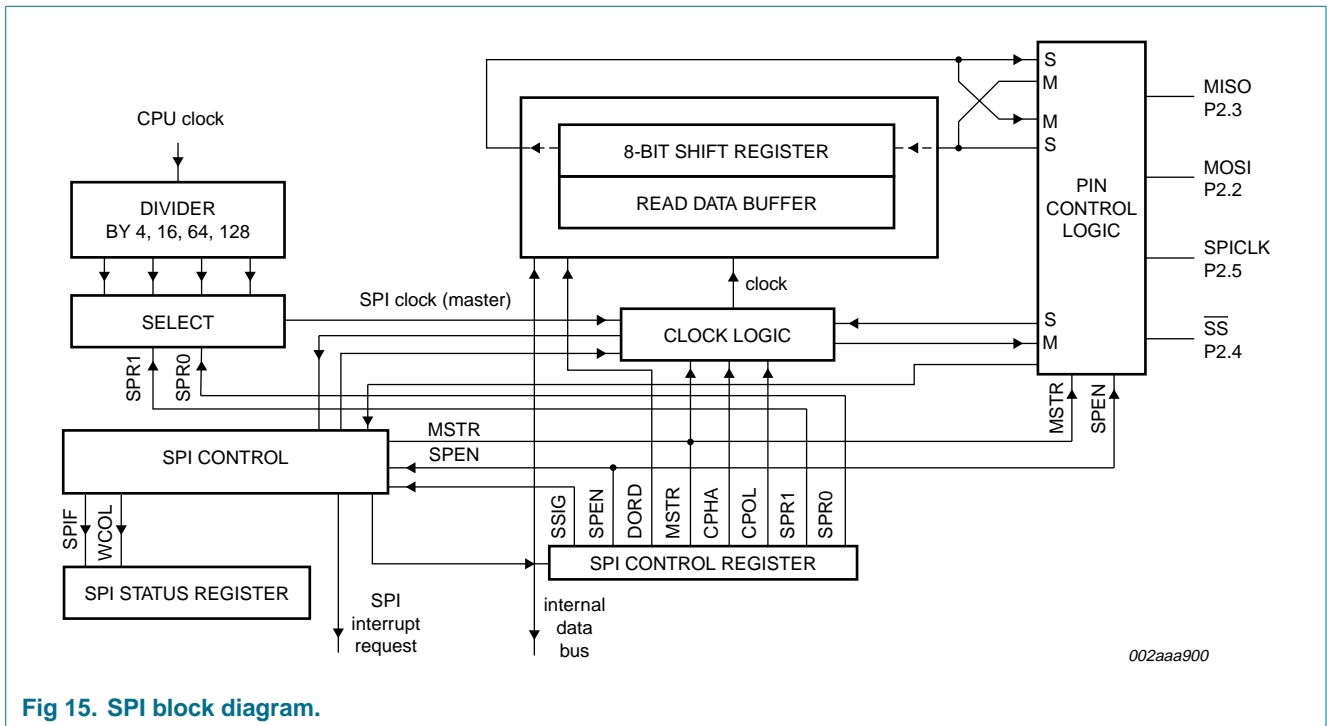 CPU clock
DIVIDER
BY 4, 16, 64, 128
SELECT
SPR1
SPR0
SPI clock (master)
8-BIT SHIFT REGISTER
READ DATA BUFFER
clock
CLOCK LOGIC
S
M
M
S
PIN
CONTROL
LOGIC
S
M
MISO
P2.3
MOSI
P2.2
SPICLK
P2.5
SS
P2.4
MSTR
SPEN
SPI CONTROL
MSTR
SPEN
SPIF
WCOL
SSIG
SPEN
DORD
MSTR
CPHA
CPOL
SPR1
SPR0
SPI CONTROL REGISTER
SPI STATUS REGISTER
SPI
interrupt
request
internal
data
bus
002aaa900
Fig 15. SPI block diagram.